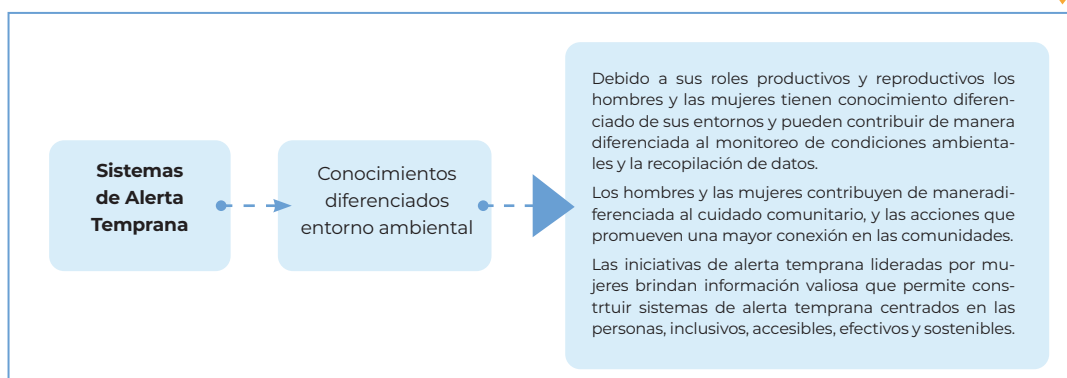 Sistemas
de Alerta
Temprana
Conocimientos
diferenciados
entorno ambiental
Debido a sus roles productivos y reproductivos los
hombres y las mujeres tienen conocimiento diferen-
ciado de sus entornos y pueden contribuir de manera
diferenciada al monitoreo de condiciones ambienta-
les y la recopilación de datos.
Los hombres y las mujeres contribuyen de maneradi-
ferenciada al cuidado comunitario, y las acciones que
promueven una mayor conexión en las comunidades.
Las iniciativas de alerta temprana lideradas por mu-
jeres brindan información valiosa que permite cons-
trtuir sistemas de alerta temprana centrados en las
personas, inclusivos, accesibles, efectivos y sostenibles.